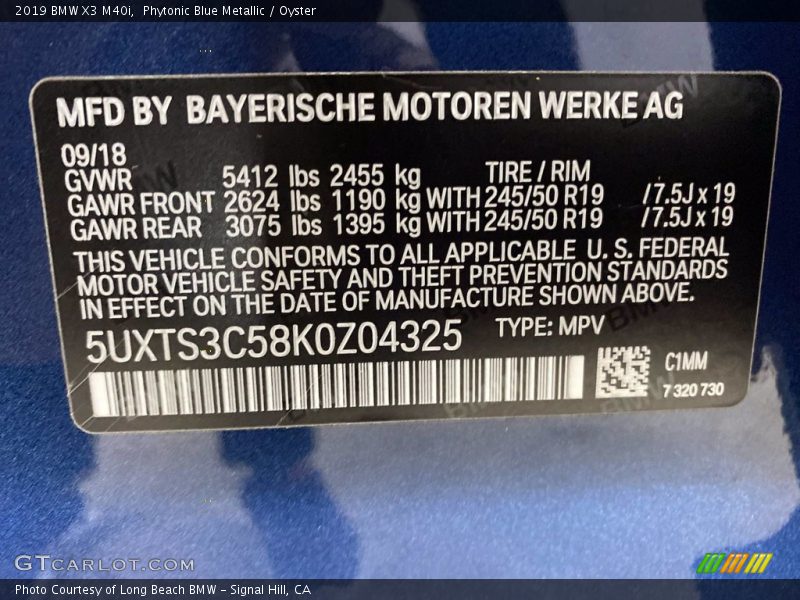 2019 BMW X3 M40i, Phytonic Blue Metallic / Oyster
MFD BY BAYERISCHE MOTOREN WERKE AG
09/18
GVWR 5412 lbs 2455 kg TIRE / RIM
GAWR FRONT 2624 lbs 1190 kg WITH 245/50 R19 /7.5J x 19
GAWR REAR 3075 lbs 1395 kg WITH 245/50 R19 /7.5J x 19
THIS VEHICLE CONFORMS TO ALL APPLICABLE U. S. FEDERAL
MOTOR VEHICLE SAFETY AND THEFT PREVENTION STANDARDS
IN EFFECT ON THE DATE OF MANUFACTURE SHOWN ABOVE.
5UXTS3C58K0Z04325 TYPE: MPV
C1MM
7 320 730
GTCARLOT.COM
Photo Courtesy of Long Beach BMW - Signal Hill, CA